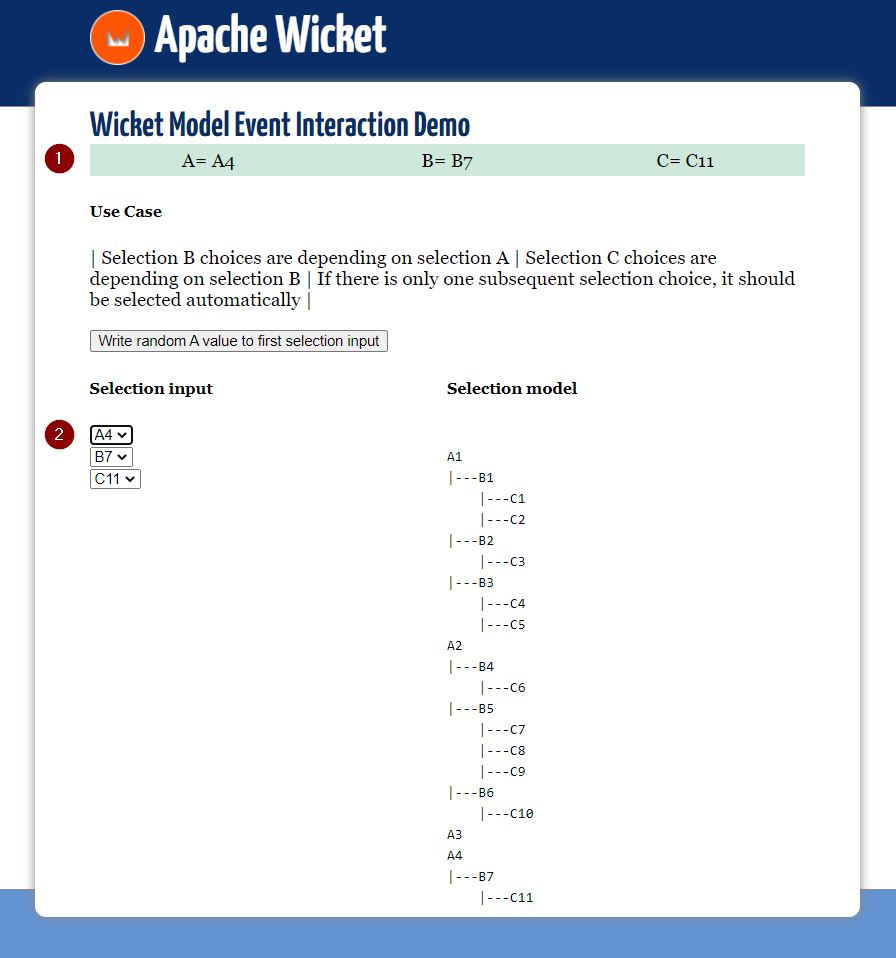 Apache Wicket
Wicket Model Event Interaction Demo
1
A= A4 B= B7 C= C11
Use Case
| Selection B choices are depending on selection A | Selection C choices are
depending on selection B | If there is only one subsequent selection choice, it should
be selected automatically |
Write random A value to first selection input
Selection input
2
A4
B7
C11
Selection model
A1
|---B1
|---C1
|---C2
|---B2
|---C3
|---B3
|---C4
|---C5
A2
|---B4
|---C6
|---B5
|---C7
|---C8
|---C9
|---B6
|---C10
A3
A4
|---B7
|---C11